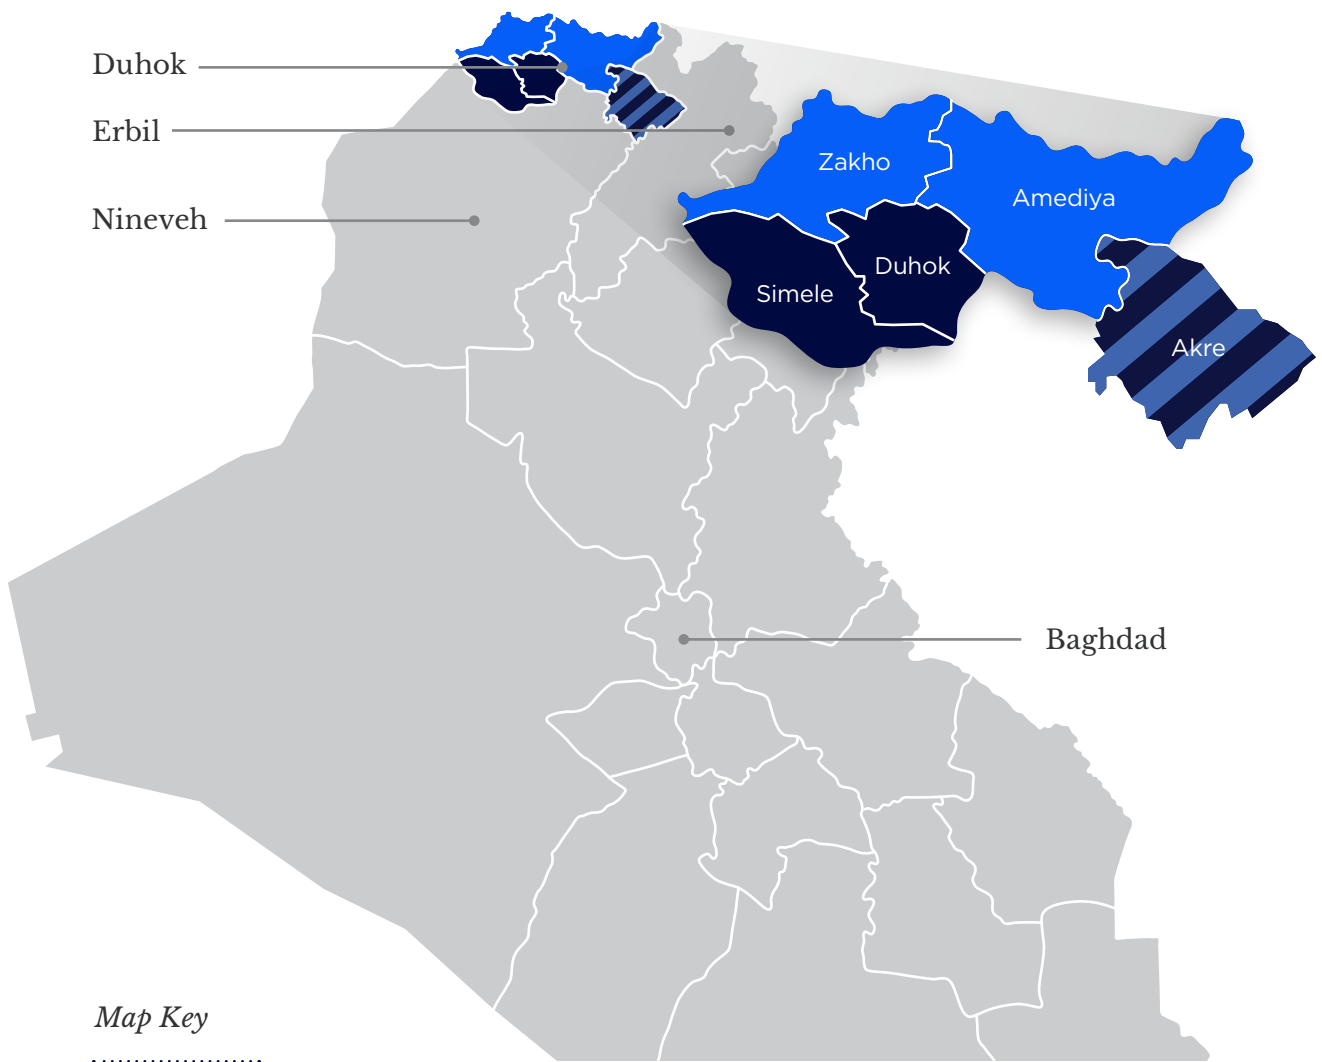 Duhok
Erbil
Nineveh
Zakho
Amediya
Duhok
Simele
Akre
Baghdad
Map Key